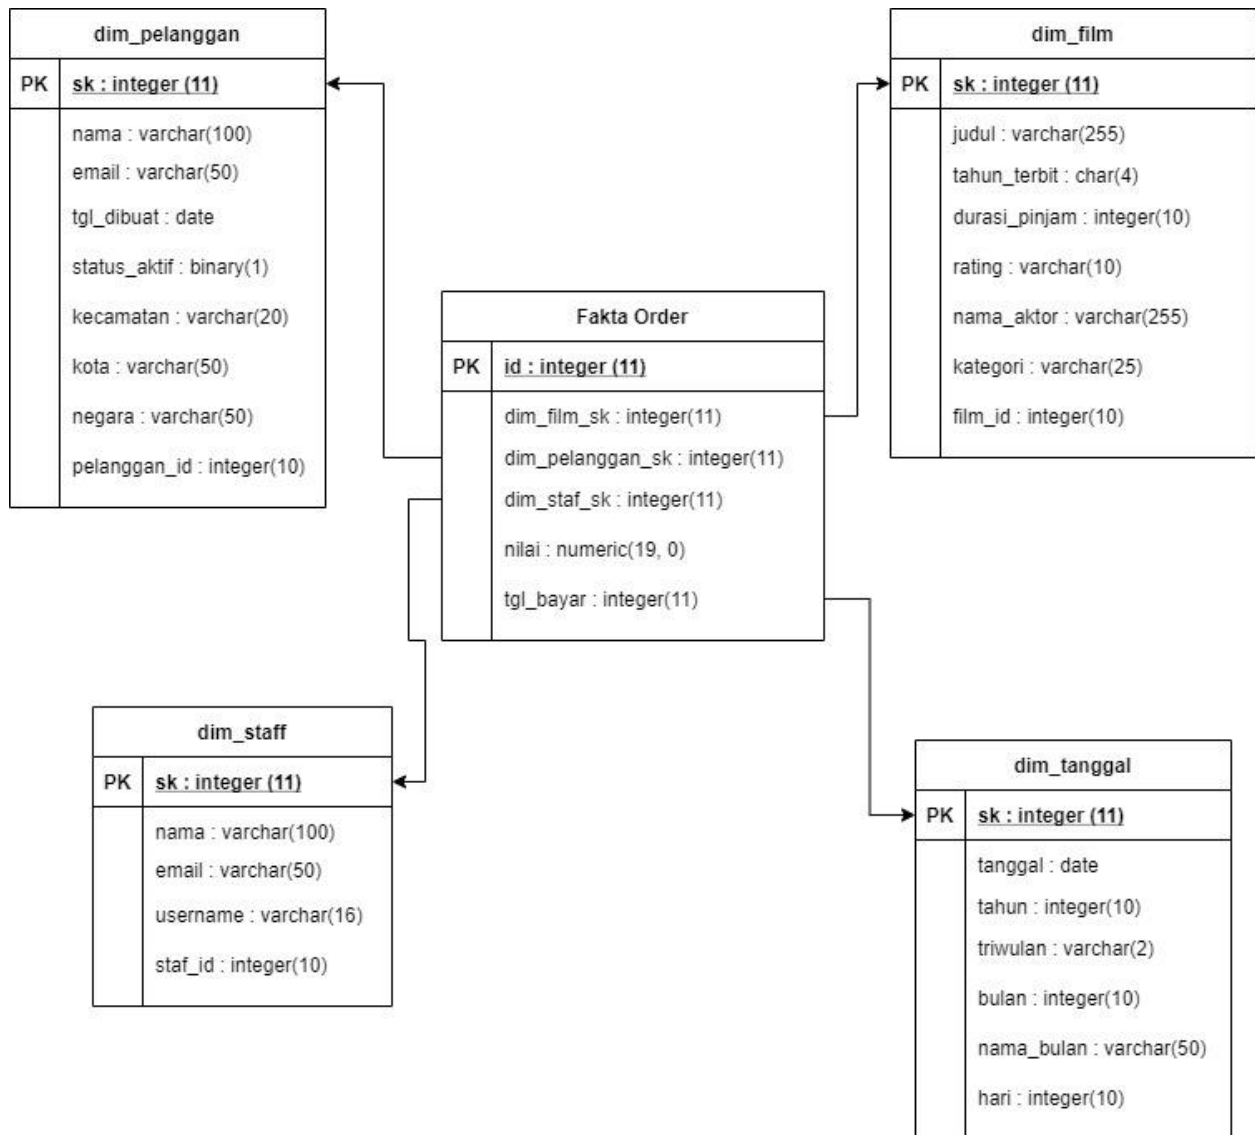 dim_pelanggan
PK sk : integer (11)
nama : varchar(100)
email : varchar(50)
tgl_dibuat : date
status_aktif : binary(1)
kecamatan : varchar(20)
kota : varchar(50)
negara : varchar(50)
pelanggan_id : integer(10)
dim_film
PK sk : integer (11)
judul : varchar(255)
tahun_terbit : char(4)
durasi_pinjam : integer(10)
rating : varchar(10)
nama_aktor : varchar(255)
kategori : varchar(25)
film_id : integer(10)
Fakta Order
PK id : integer (11)
dim_film_sk : integer(11)
dim_pelanggan_sk : integer(11)
dim_staf_sk : integer(11)
nilai : numeric(19, 0)
tgl_bayar : integer(11)
dim_staff
PK sk : integer (11)
nama : varchar(100)
email : varchar(50)
username : varchar(16)
staf_id : integer(10)
dim_tanggal
PK sk : integer (11)
tanggal : date
tahun : integer(10)
triwulan : varchar(2)
bulan : integer(10)
nama_bulan : varchar(50)
hari : integer(10)